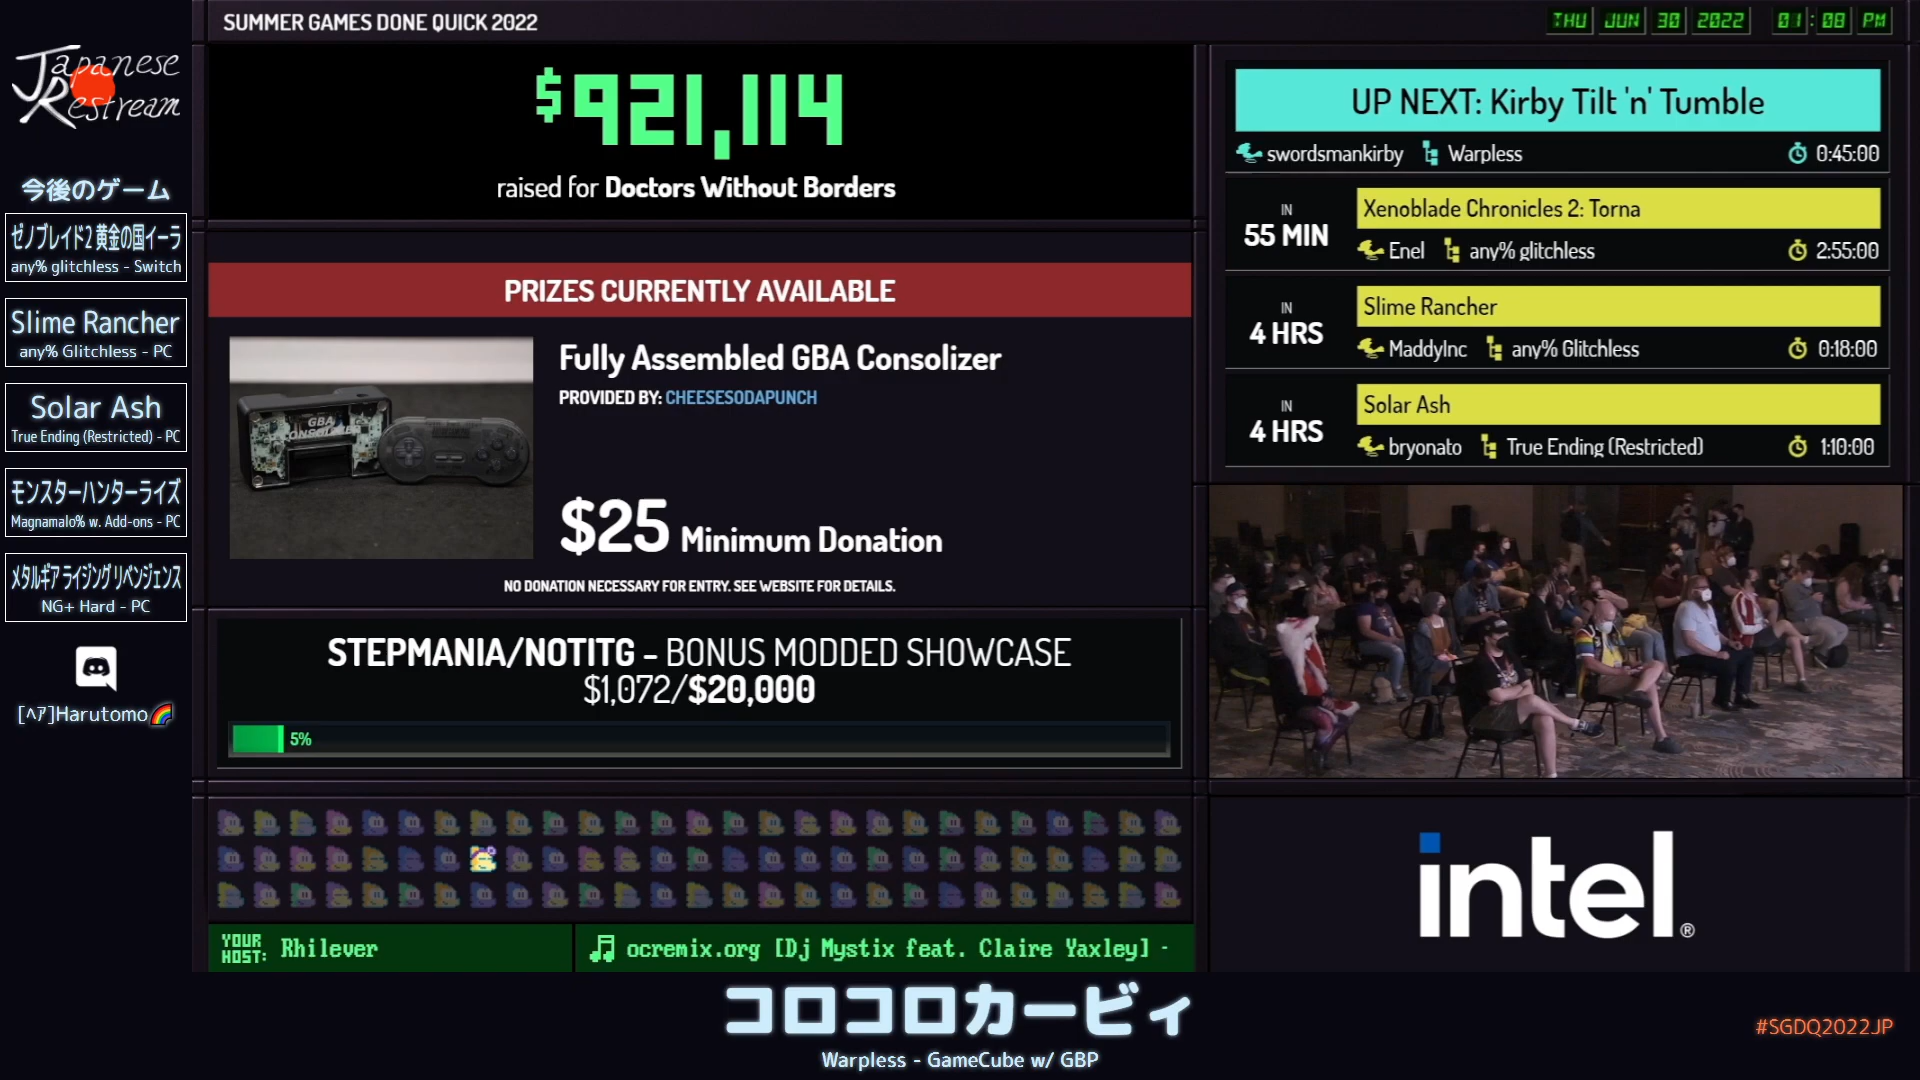 SUMMER GAMES DONE QUICK 2022
THU JUN 30 2022 01:08 PM
Japanese Restream
今後のゲーム
ゼノブレイド2 黄金の国イーラ
any% glitchless - Switch
Slime Rancher
any% Glitchless - PC
Solar Ash
True Ending (Restricted) - PC
モンスターハンターライズ
Magnamalo% w. Add-ons - PC
メタルギア ライジング リベンジェンス
NG+ Hard - PC
[ヘア]Harutomo🌈
$921,114
raised for Doctors Without Borders
PRIZES CURRENTLY AVAILABLE
GBA
CONSOLIZER
Fully Assembled GBA Consolizer
PROVIDED BY: CHEESESODAPUNCH
$25 Minimum Donation
NO DONATION NECESSARY FOR ENTRY. SEE WEBSITE FOR DETAILS.
STEPMANIA/NOTITG - BONUS MODDED SHOWCASE
$1,072/$20,000
5%
YOUR HOST: Rhilever
ocremix.org [Dj Mystix feat. Claire Yaxley] -
UP NEXT: Kirby Tilt 'n' Tumble
swordsmankirby Warpless 0:45:00
IN 55 MIN
Xenoblade Chronicles 2: Torna
Enel any% glitchless 2:55:00
IN 4 HRS
Slime Rancher
MaddyInc any% Glitchless 0:18:00
IN 4 HRS
Solar Ash
bryonato True Ending (Restricted) 1:10:00
intel®
コロコロカービィ
Warpless - GameCube w/ GBP
#SGDQ2022JP